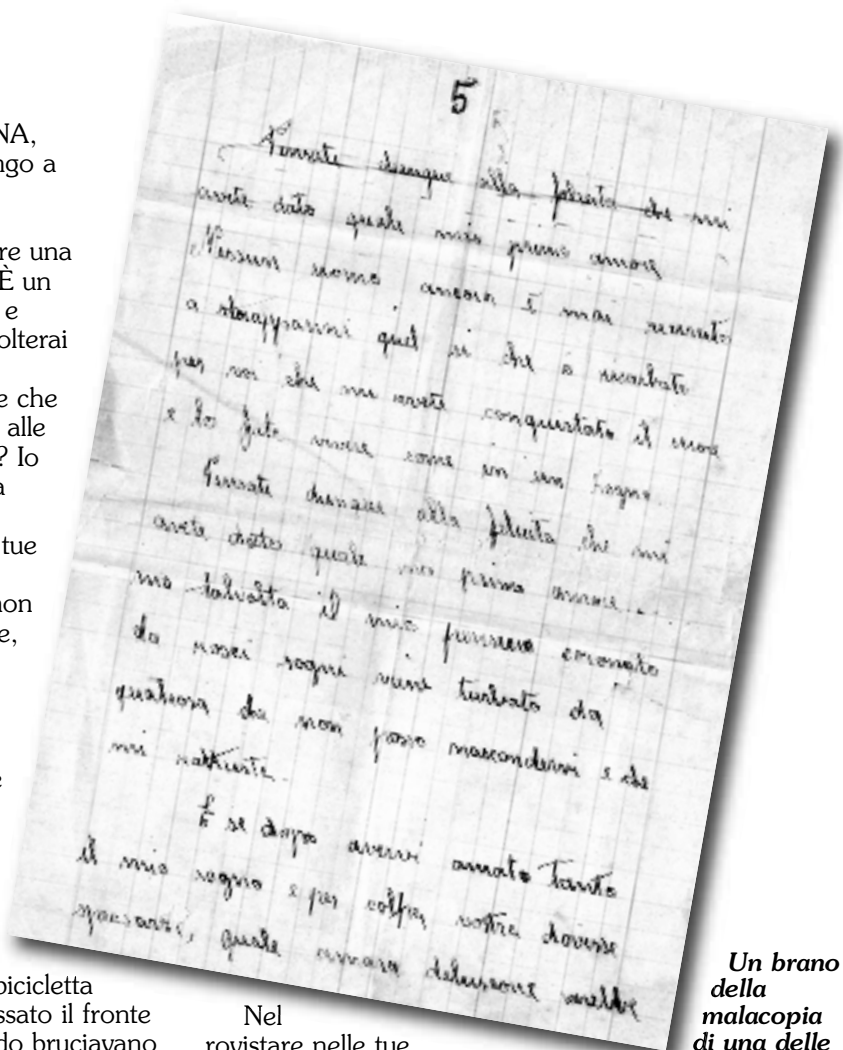 NA,
ngo a
re una
È un
e
olterai
e che
alle
? Io
a
tue
non
e,
e
5
Pensate dunque alla felicità che mi
avete dato quale mio primo amore
Nessun uomo ancora è mai riuscito
a strapparmi quel si che è riserbato
per voi che mi avete conquistato il cuore
e lo fate vivere come in un sogno.
Pensate dunque alla felicità che mi
avete dato quale mio primo amore...
ma talvolta il mio pensiero coronato
da rosei sogni viene turbato da
qualcosa che non posso nascondervi e che
mi rattrista.
E se dopo avervi amato tanto
il mio sogno e per colpa vostra dovesse
spezzarsi, quale amara delusione sarebbe
bicicletta
ssato il fronte
do bruciavano
Nel
rovistare nelle tue
Un brano
della
malacopia
di una delle